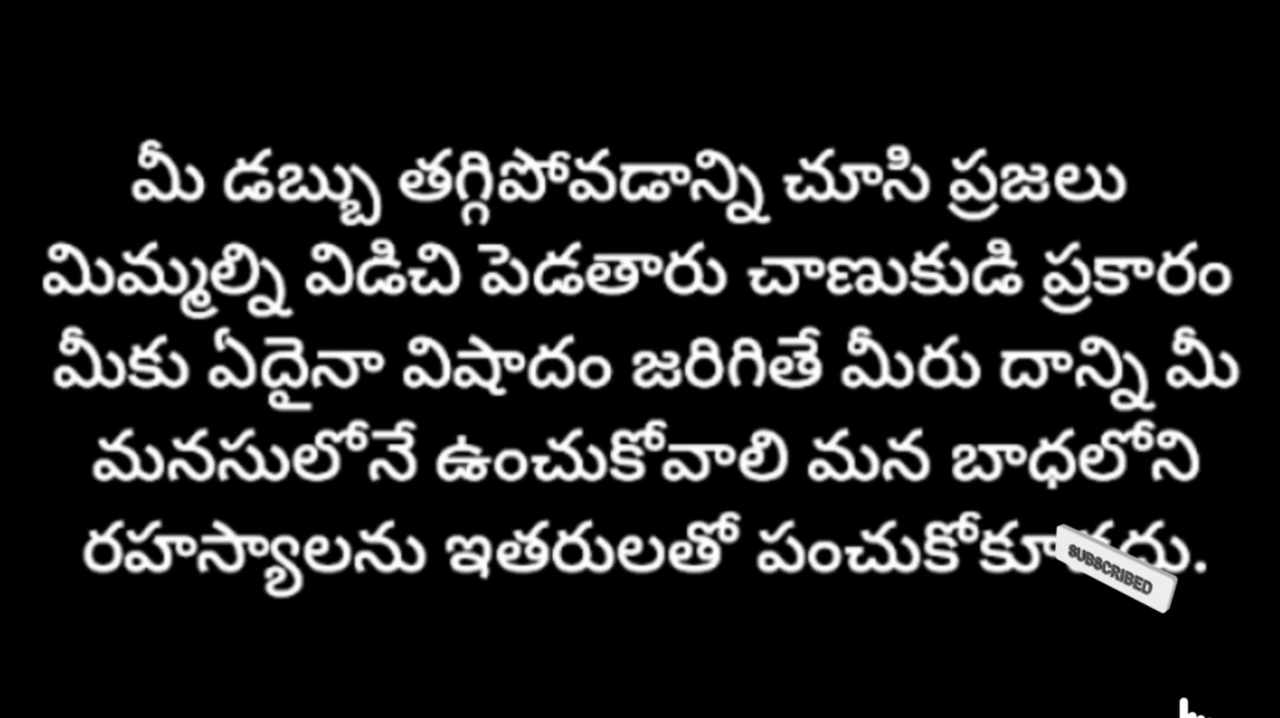 మీ డబ్బు తగ్గిపోవడాన్ని చూసి ప్రజలు
మిమ్మల్ని విడిచి పెడతారు చాణుకుడి ప్రకారం
మీకు ఏదైనా విషాదం జరిగితే మీరు దాన్ని మీ
మనసులోనే ఉంచుకోవాలి మన బాధలోని
రహస్యాలను ఇతరులతో
SUBSCRIBED